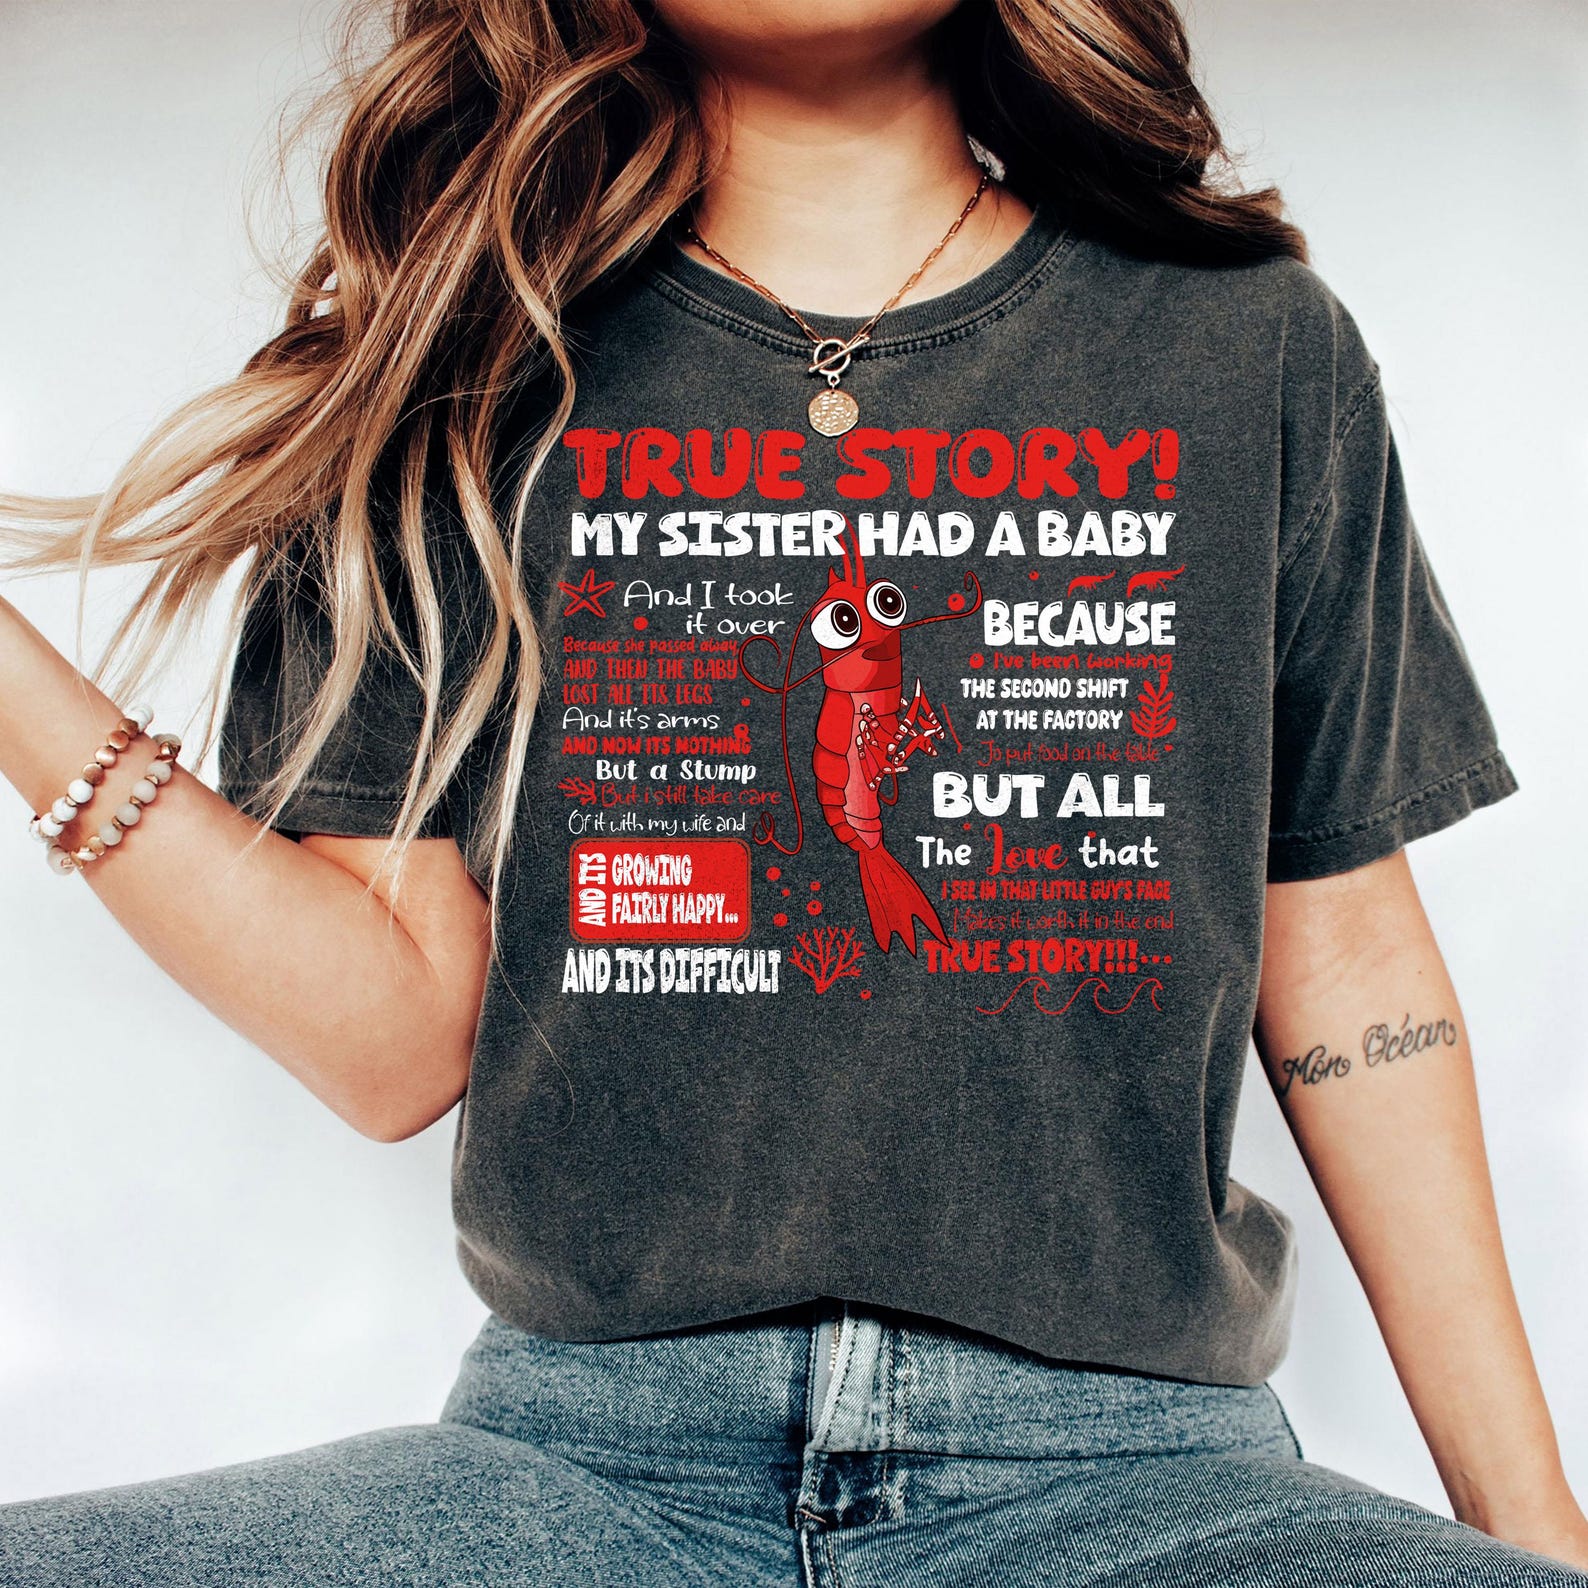 TRUE STORY!
MY SISTER HAD A BABY
And I took
it over
Because she passed away,
AND THEN THE BABY
LOST ALL ITS LEGS
And it's arms
AND NOW ITS NOTHING
But a Stump
But i still take care
Of it with my wife and
AND ITS
GROWING
FAIRLY HAPPY...
AND ITS DIFFICULT
BECAUSE
I've been working
THE SECOND SHIFT
AT THE FACTORY
To put food on the table
BUT ALL
The Love that
I SEE IN THAT LITTLE GUY'S FACE
Makes it worth it in the end
TRUE STORY!!!...
Mon Océan